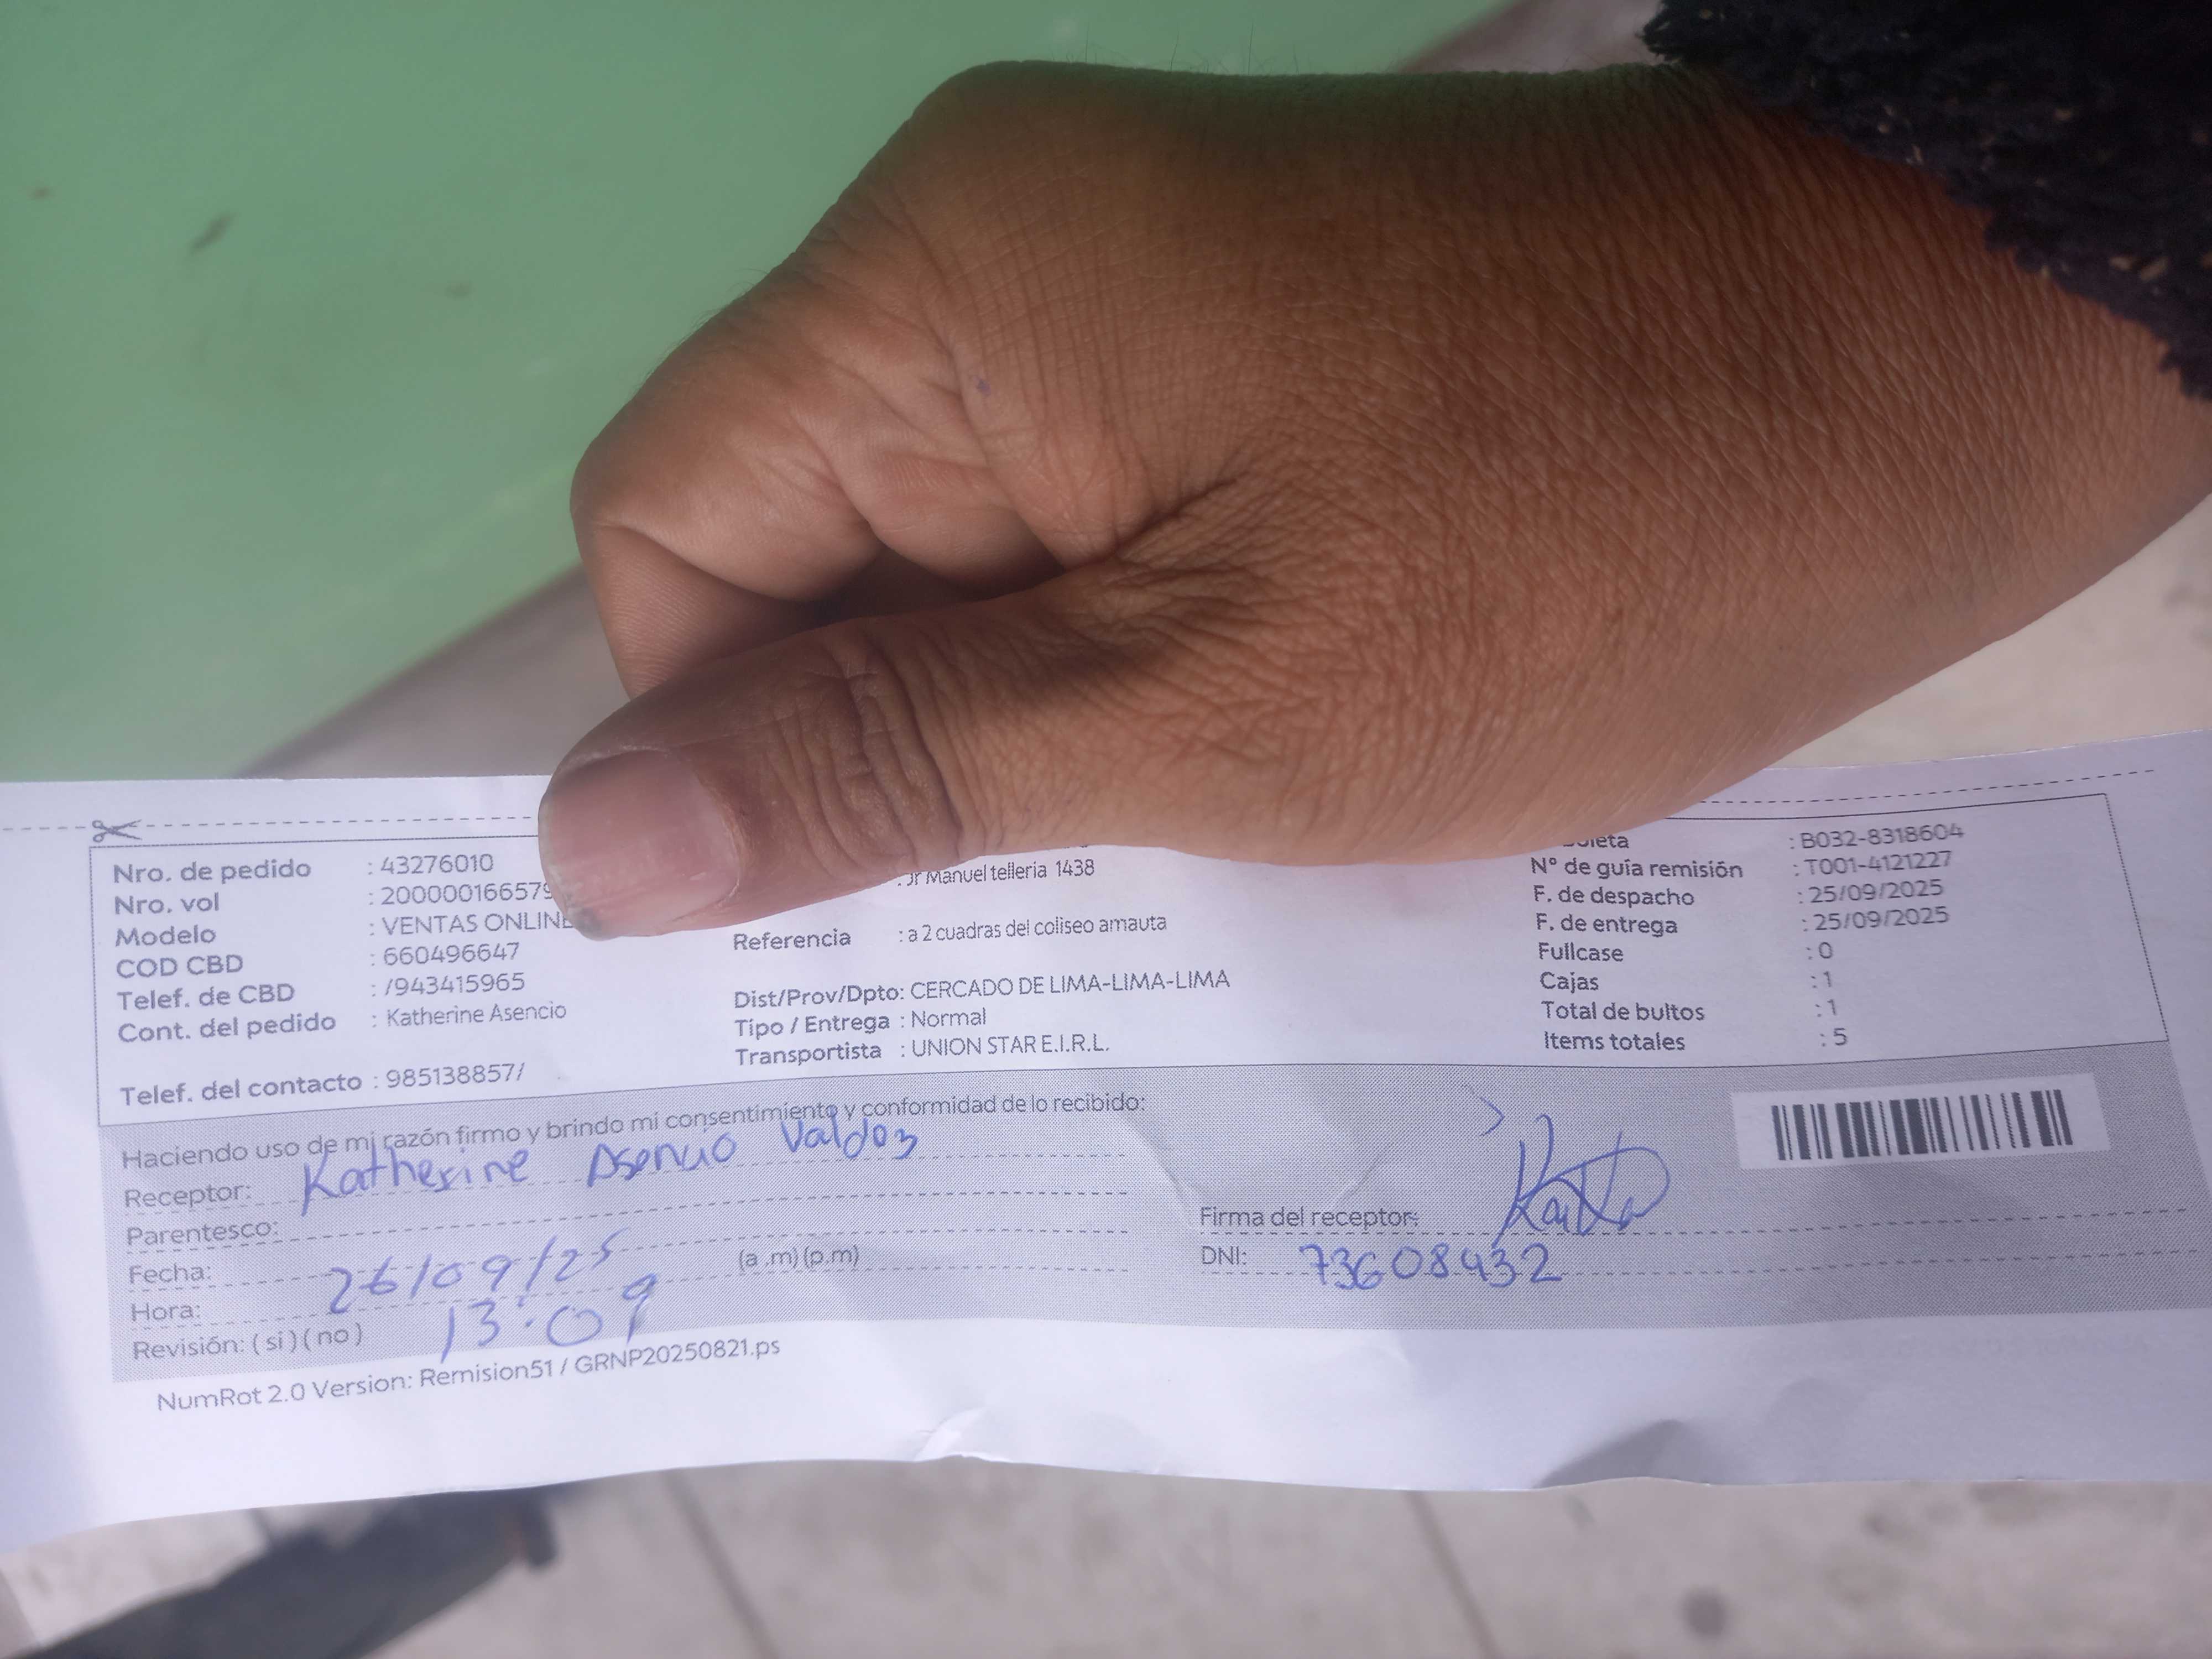 Nro. de pedido : 43276010
Nro. vol :
Modelo : VENTAS ONLINE
COD CBD : 660496647
Telef. de CBD : /943415965
Cont. del pedido : Katherine Asencio
Telef. del contacto : 985138857/
: Jr Manuel telleria 1438
Referencia : a 2 cuadras del coliseo amauta
Dist/Prov/Dpto: CERCADO DE LIMA-LIMA-LIMA
Tipo / Entrega : Normal
Transportista : UNION STAR E.I.R.L.
: B032-8318604
N° de guía remisión : T001-4121227
F. de despacho : 25/09/2025
F. de entrega : 25/09/2025
Fullcase : 0
Cajas : 1
Total de bultos : 1
Items totales : 5
Haciendo uso de mi razón firmo y brindo mi consentimiento y conformidad de lo recibido:
Receptor: Katherine Asencio Valdez
Parentesco:
Fecha: 26/09/25
Hora: 13:09 (a .m) (p.m)
Revisión: ( si ) ( no )
Firma del receptor:
DNI: 73608432
NumRot 2.0 Version: Remision51 / GRNP20250821.ps